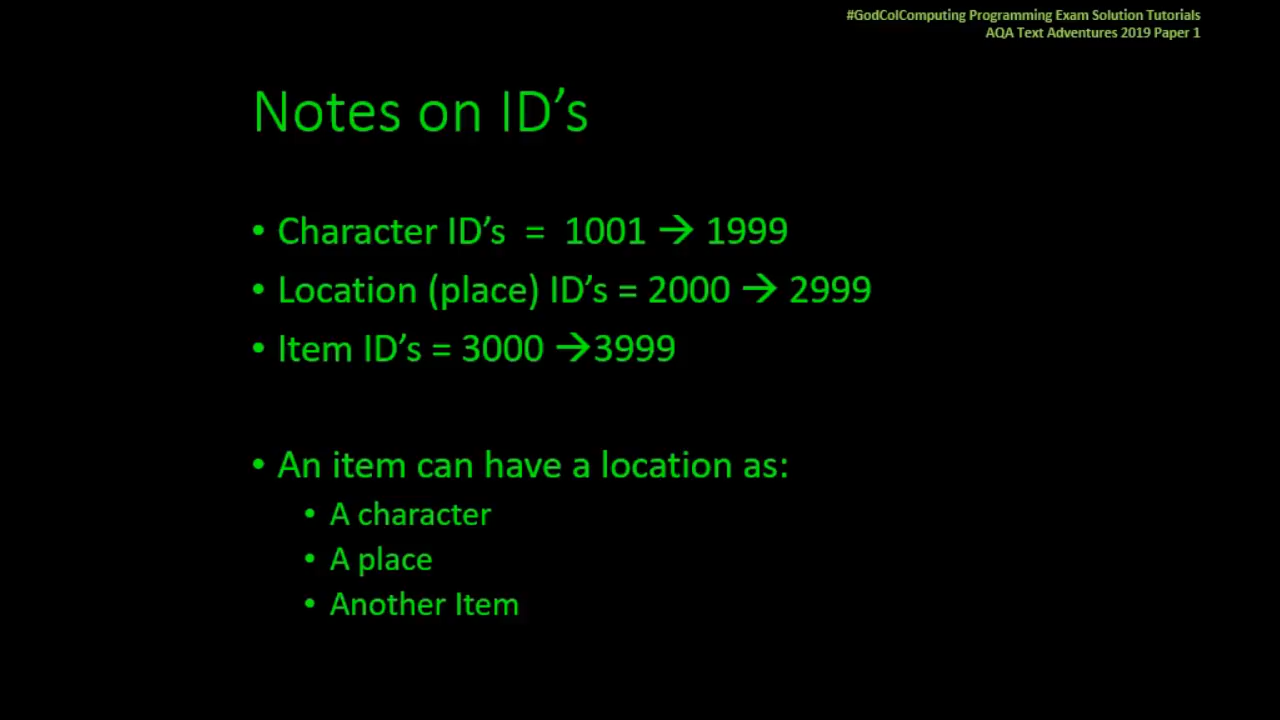 #GodColComputing Programming Exam Solution Tutorials
AQA Text Adventures 2019 Paper 1
Notes on ID’s
• Character ID’s = 1001 → 1999
• Location (place) ID’s = 2000 → 2999
• Item ID’s = 3000 →3999
• An item can have a location as:
• A character
• A place
• Another Item